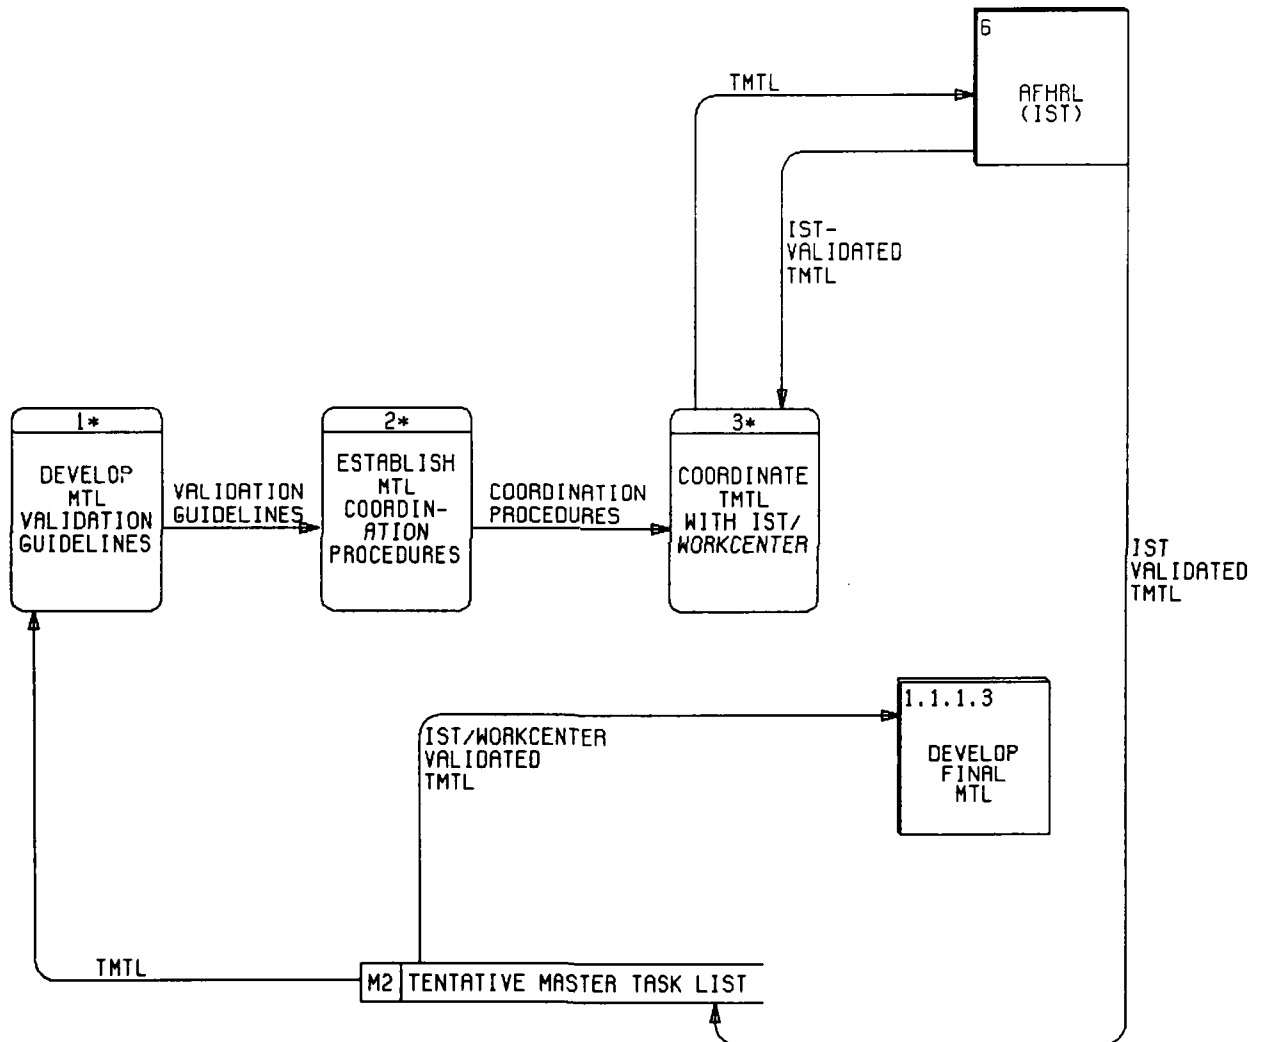 6
AFHRL
(IST)
TMTL
IST-
VALIDATED
TMTL
1*
DEVELOP
MTL
VALIDATION
GUIDELINES
VALIDATION
GUIDELINES
2*
ESTABLISH
MTL
COORDIN-
ATION
PROCEDURES
COORDINATION
PROCEDURES
3*
COORDINATE
TMTL
WITH IST/
WORKCENTER
IST
VALIDATED
TMTL
1.1.1.3
DEVELOP
FINAL
MTL
IST/WORKCENTER
VALIDATED
TMTL
TMTL
M2 TENTATIVE MASTER TASK LIST